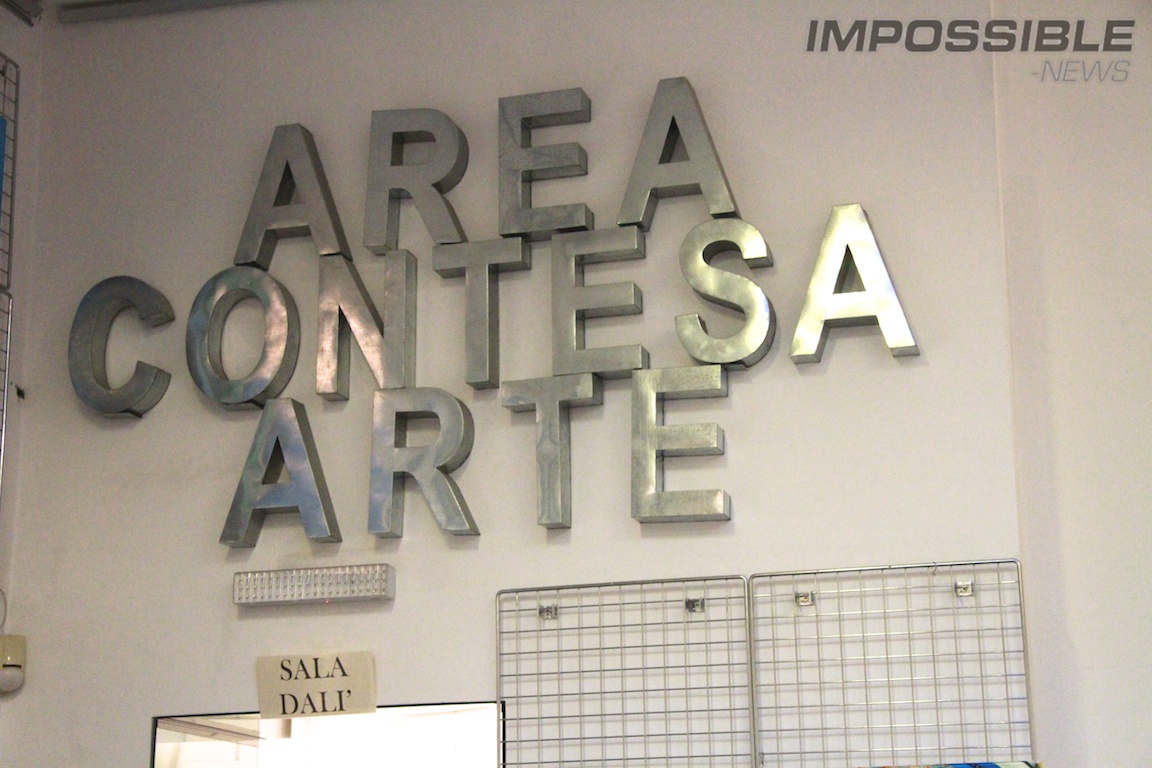 IMPOSSIBLE
-NEWS
AREA
CONTESA
ARTE
SALA
DALI'